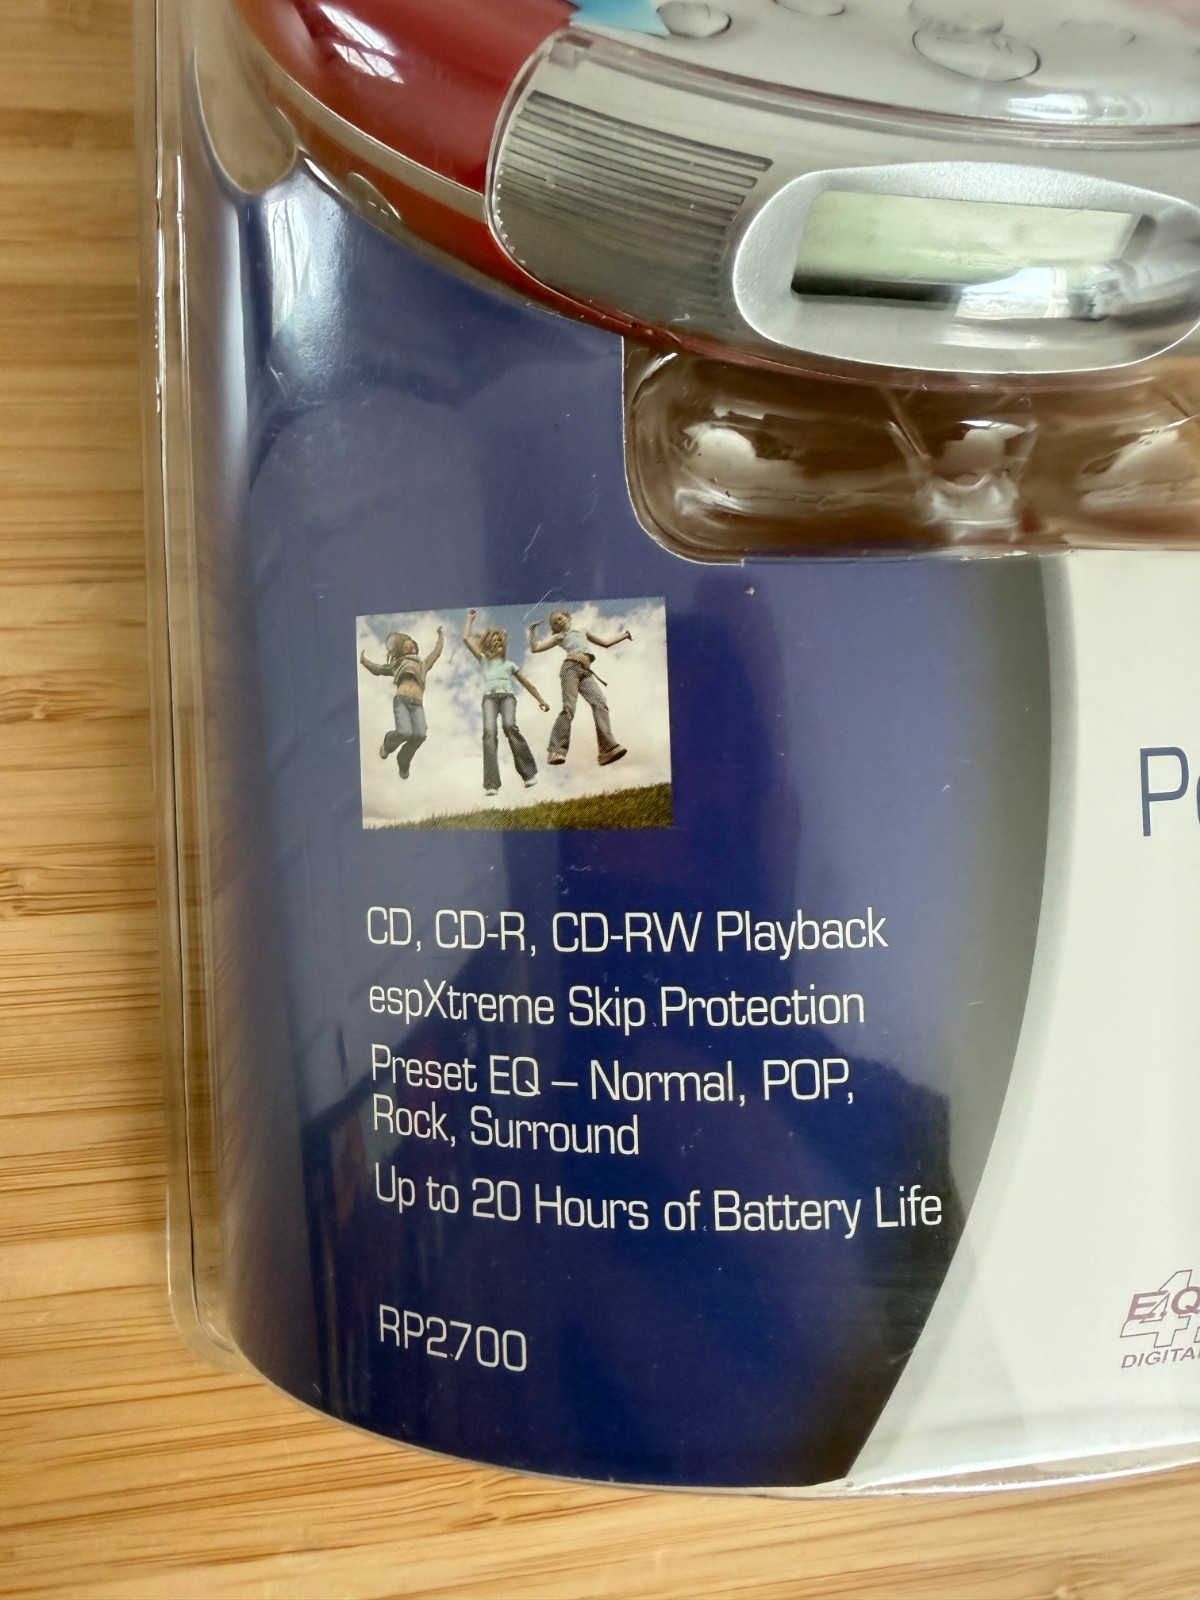 CD, CD-R, CD-RW Playback
espXtreme Skip Protection
Preset EQ – Normal, POP,
Rock, Surround
Up to 20 Hours of Battery Life
RP2700